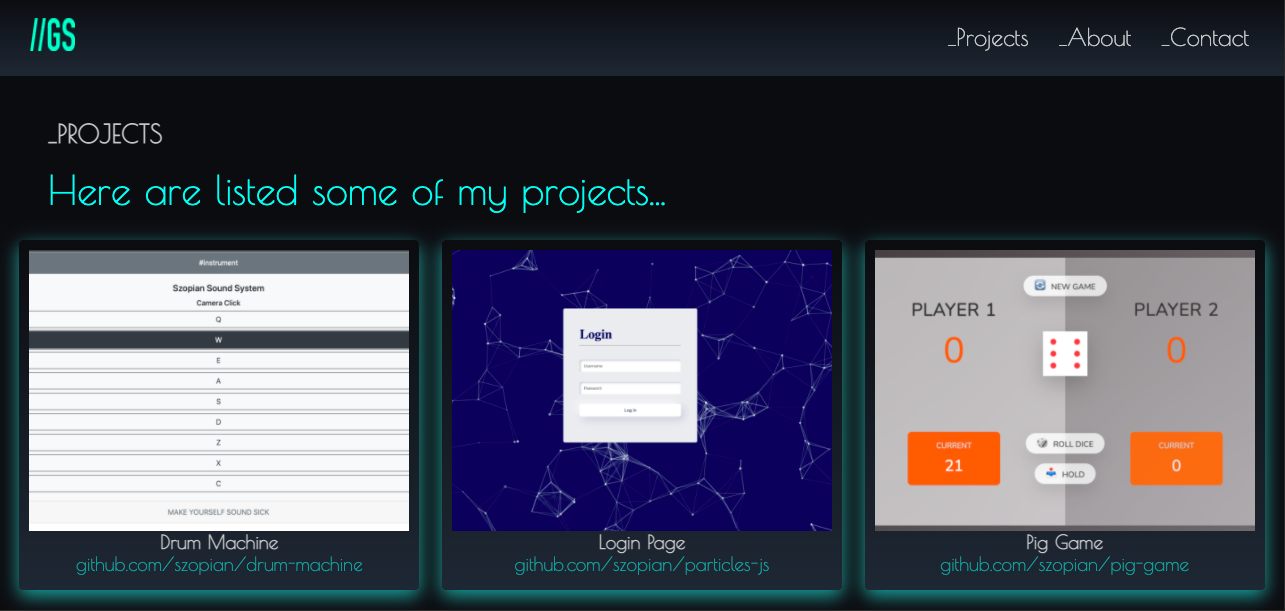 //GS
_Projects _About _Contact
_PROJECTS
Here are listed some of my projects...
#instrument
Szopian Sound System
Camera Click
Q
W
E
A
S
D
Z
X
C
MAKE YOURSELF SOUND SICK
Drum Machine
github.com/szopian/drum-machine
Login
Username
Password
Log in
Login Page
github.com/szopian/particles-js
NEW GAME
PLAYER 1 PLAYER 2
0 0
ROLL DICE
CURRENT CURRENT
21 0
HOLD
Pig Game
github.com/szopian/pig-game